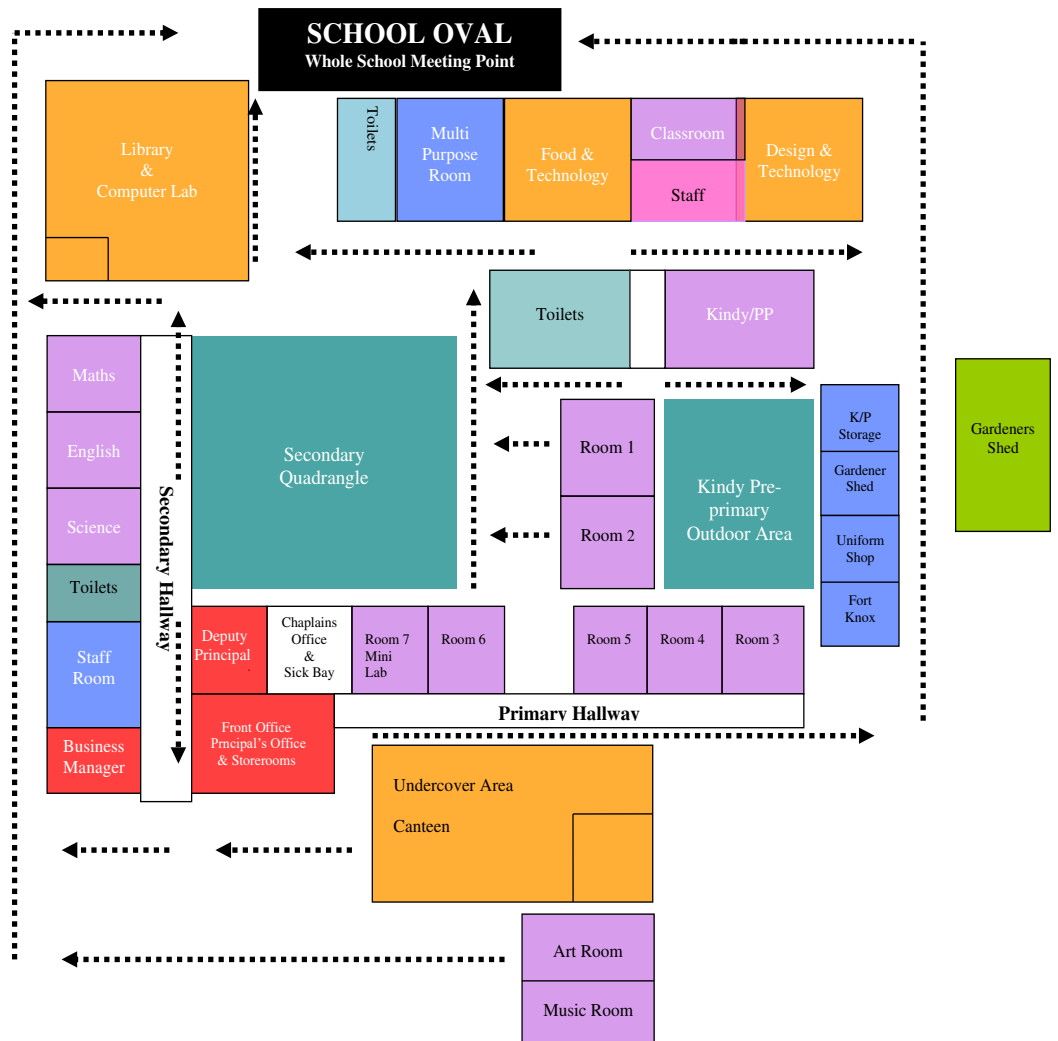 SCHOOL OVAL
Whole School Meeting Point
Library
&
Computer Lab
Toilets
Multi
Purpose
Room
Food &
Technology
Classroom
Staff
Design &
Technology
Toilets
Kindy/PP
Maths
English
Science
Toilets
Staff
Room
Business
Manager
Secondary Hallway
Secondary
Quadrangle
Room 1
Room 2
Kindy Pre-
primary
Outdoor Area
K/P
Storage
Gardener
Shed
Uniform
Shop
Fort
Knox
Gardeners
Shed
Deputy
Principal
.
Chaplains
Office
&
Sick Bay
Room 7
Mini
Lab
Room 6
Room 5
Room 4
Room 3
Primary Hallway
Front Office
Prncipal's Office
& Storerooms
Undercover Area
Canteen
Art Room
Music Room